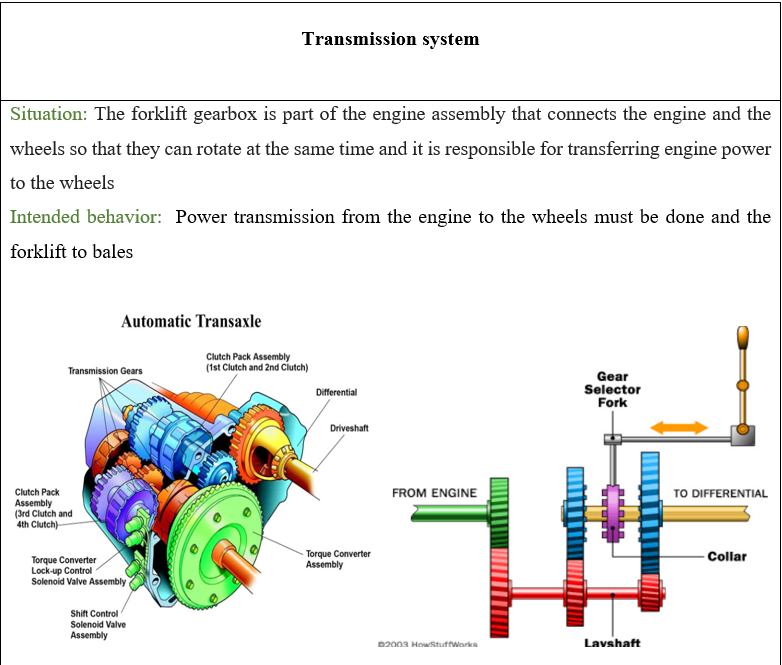 Transmission system
Situation: The forklift gearbox is part of the engine assembly that connects the engine and the
wheels so that they can rotate at the same time and it is responsible for transferring engine power
to the wheels
Intended behavior: Power transmission from the engine to the wheels must be done and the
forklift to bales
Automatic Transaxle
Transmission Gears
Clutch Pack Assembly
(1st Clutch and 2nd Clutch)
Differential
Driveshaft
Clutch Pack
Assembly
(3rd Clutch and
4th Clutch)
Torque Converter
Lock-up Control
Solenoid Valve Assembly
Shift Control
Solenoid Valve
Assembly
Torque Converter
Assembly
Gear
Selector
Fork
FROM ENGINE
TO DIFFERENTIAL
Collar
Layshaft
©2003 HowStuffWorks